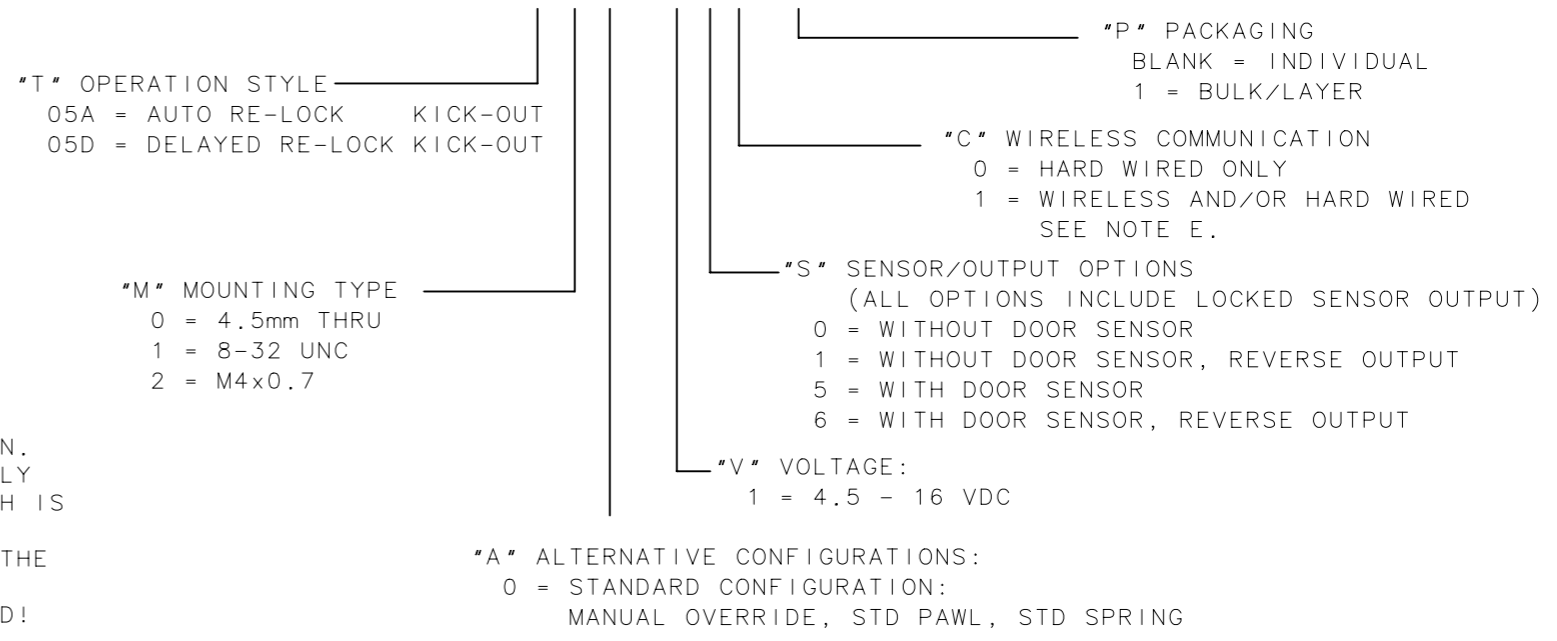 "P" PACKAGING
BLANK = INDIVIDUAL
1 = BULK/LAYER
"T" OPERATION STYLE
05A = AUTO RE-LOCK KICK-OUT
05D = DELAYED RE-LOCK KICK-OUT
"C" WIRELESS COMMUNICATION
0 = HARD WIRED ONLY
1 = WIRELESS AND/OR HARD WIRED
SEE NOTE E.
"M" MOUNTING TYPE
0 = 4.5mm THRU
1 = 8-32 UNC
2 = M4x0.7
"S" SENSOR/OUTPUT OPTIONS
(ALL OPTIONS INCLUDE LOCKED SENSOR OUTPUT)
0 = WITHOUT DOOR SENSOR
1 = WITHOUT DOOR SENSOR, REVERSE OUTPUT
5 = WITH DOOR SENSOR
6 = WITH DOOR SENSOR, REVERSE OUTPUT
N.
LY
H IS
THE
D!
"V" VOLTAGE:
1 = 4.5 - 16 VDC
"A" ALTERNATIVE CONFIGURATIONS:
0 = STANDARD CONFIGURATION:
MANUAL OVERRIDE, STD PAWL, STD SPRING